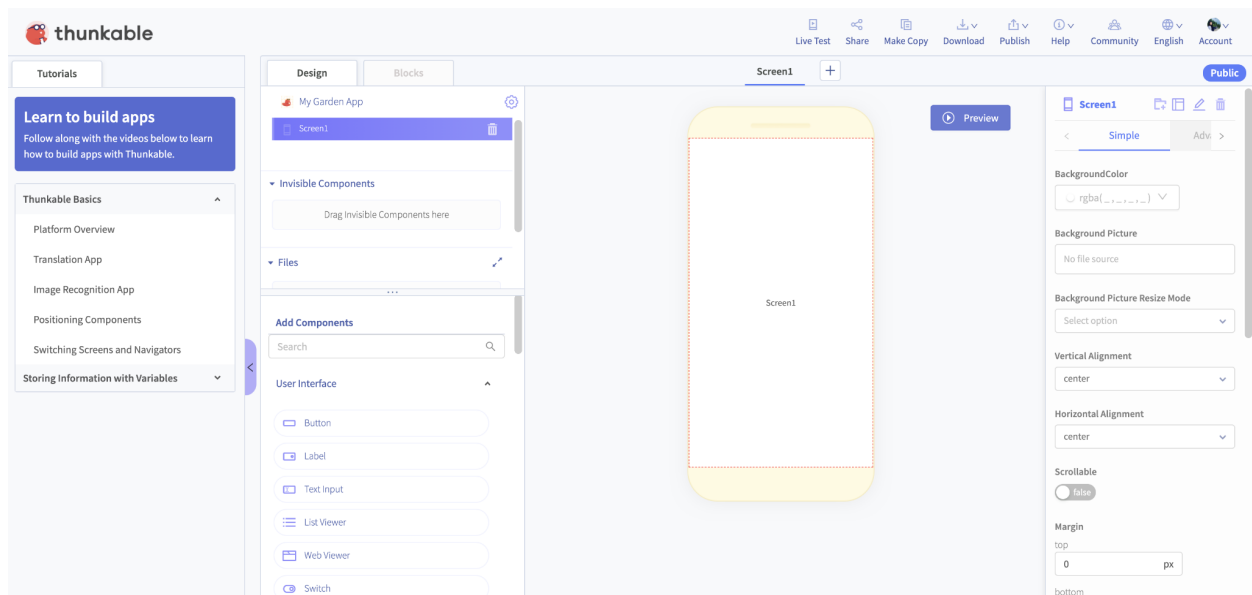 thunkable
Live Test
Share
Make Copy
Download
Publish
Help
Community
English
Account
Tutorials
Design
Blocks
Screen1
+
Public
Learn to build apps
Follow along with the videos below to learn
how to build apps with Thunkable.
Thunkable Basics
Platform Overview
Translation App
Image Recognition App
Positioning Components
Switching Screens and Navigators
Storing Information with Variables
My Garden App
Screen1
Invisible Components
Drag Invisible Components here
Files
Add Components
Search
User Interface
Button
Label
Text Input
List Viewer
Web Viewer
Switch
Preview
Screen1
Screen1
Simple
Adv
BackgroundColor
rgba(_,_,_,_)
Background Picture
No file source
Background Picture Resize Mode
Select option
Vertical Alignment
center
Horizontal Alignment
center
Scrollable
false
Margin
top
0 px
bottom